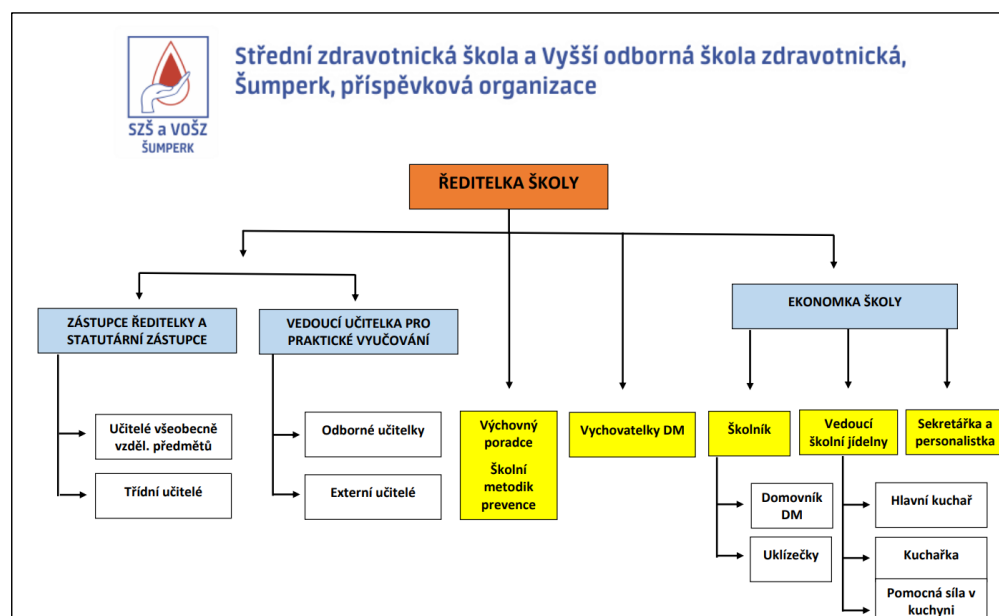 Střední zdravotnická škola a Vyšší odborná škola zdravotnická,
Šumperk, příspěvková organizace
SZŠ a VOŠZ
ŠUMPERK
ŘEDITELKA ŠKOLY
EKONOMKA ŠKOLY
ZÁSTUPCE ŘEDITELKY A
STATUTÁRNÍ ZÁSTUPCE
VEDOUCÍ UČITELKA PRO
PRAKTICKÉ VYUČOVÁNÍ
Učitelé všeobecně
vzděl. předmětů
Třídní učitelé
Odborné učitelky
Externí učitelé
Výchovný
poradce
Školní
metodik
prevence
Vychovatelky DM
Školník
Vedoucí
školní jídelny
Sekretářka a
personalistka
Domovník
DM
Uklízečky
Hlavní kuchař
Kuchařka
Pomocná síla v
kuchyni